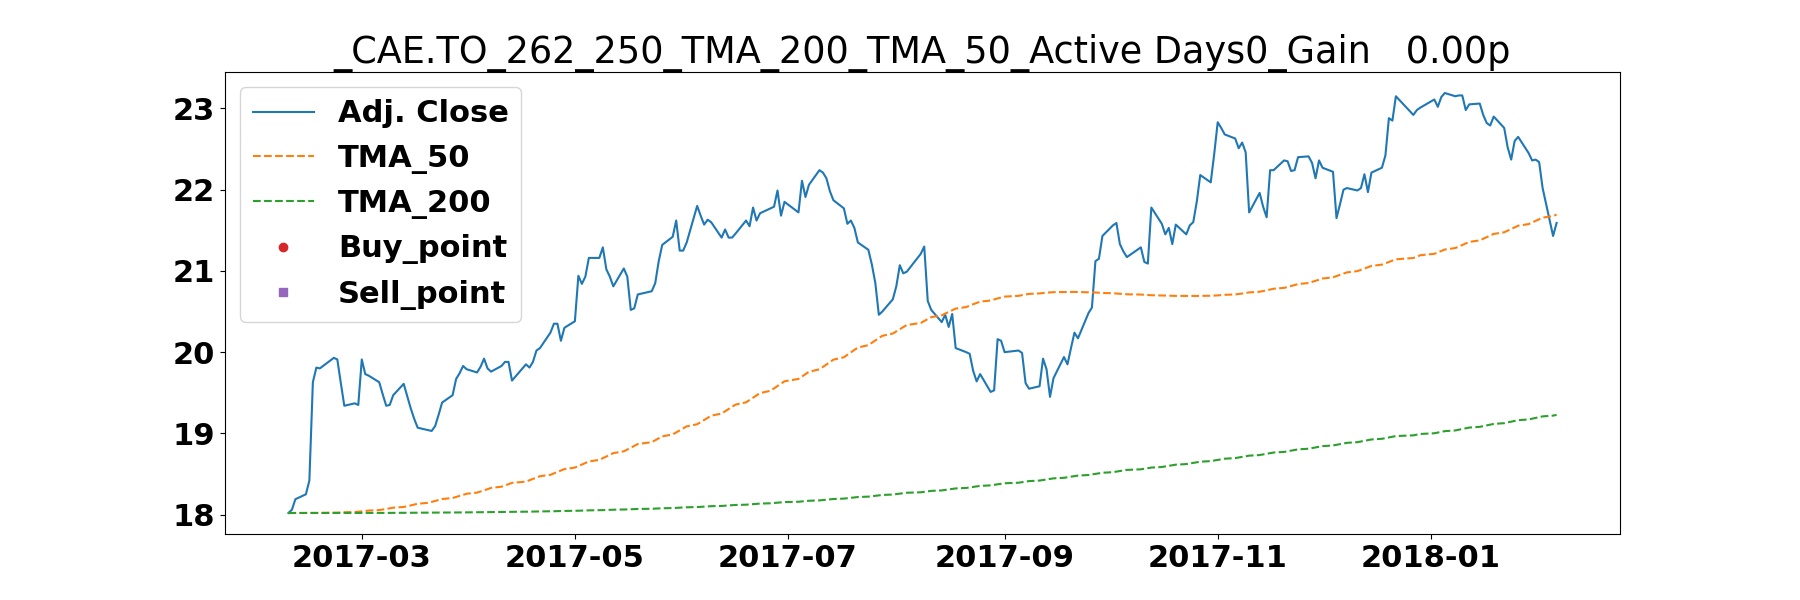 _CAE.TO_262_250_TMA_200_TMA_50_Active Days0_Gain   0.00p
Adj. Close
TMA_50
TMA_200
Buy_point
Sell_point
23
22
21
20
19
18
2017-03 2017-05 2017-07 2017-09 2017-11 2018-01